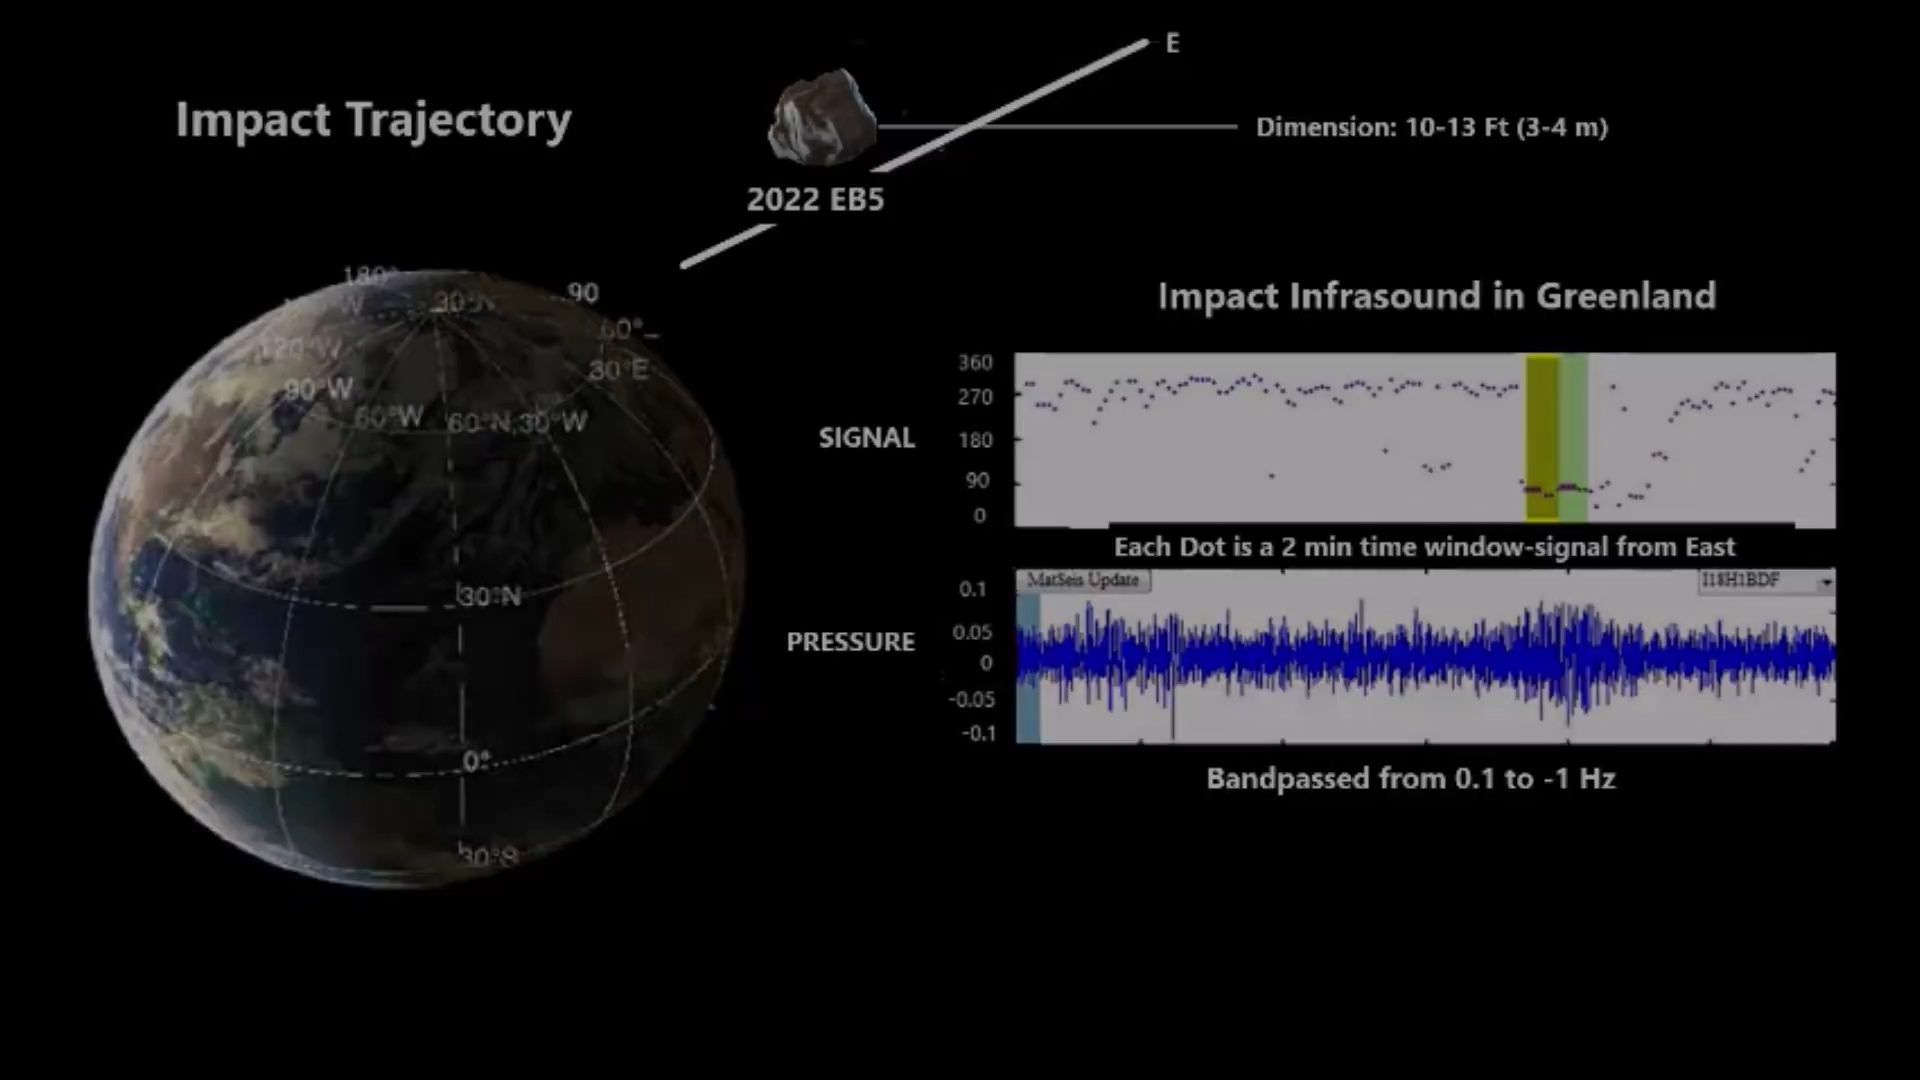 E
Impact Trajectory
Dimension: 10-13 Ft (3-4 m)
2022 EB5
180°
W
30°N
90
60°
120°W
30°E
90°W
60°W
60°N,30°W
30°N
0°
30°S
Impact Infrasound in Greenland
SIGNAL
360
270
180
90
0
Each Dot is a 2 min time window-signal from East
MatSeis Update
I18H1BDF
PRESSURE
0.1
0.05
0
-0.05
-0.1
Bandpassed from 0.1 to -1 Hz